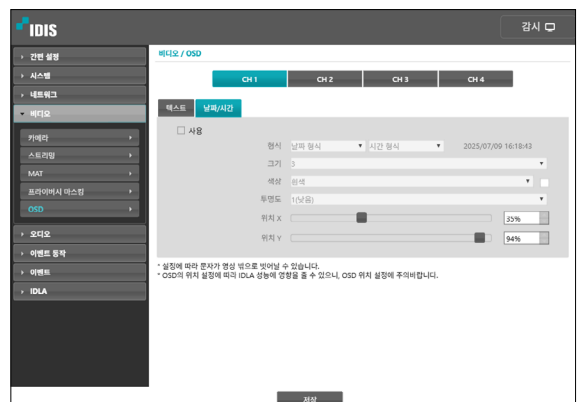 IDIS
감시
간편 설정
시스템
네트워크
비디오
카메라
스트리밍
MAT
프라이버시 마스킹
OSD
오디오
이벤트 동작
이벤트
IDLA
비디오 / OSD
CH 1 CH 2 CH 3 CH 4
텍스트 날짜/시간
사용
형식 날짜 형식 시간 형식 2025/07/09 16:18:43
크기 3
색상 흰색
투명도 1(낮음)
위치 X 35%
위치 Y 94%
* 설정에 따라 문자가 영상 밖으로 벗어날 수 있습니다.
* OSD의 위치 설정에 따라 IDLA 성능에 영향을 줄 수 있으니, OSD 위치 설정에 주의바랍니다.
저장